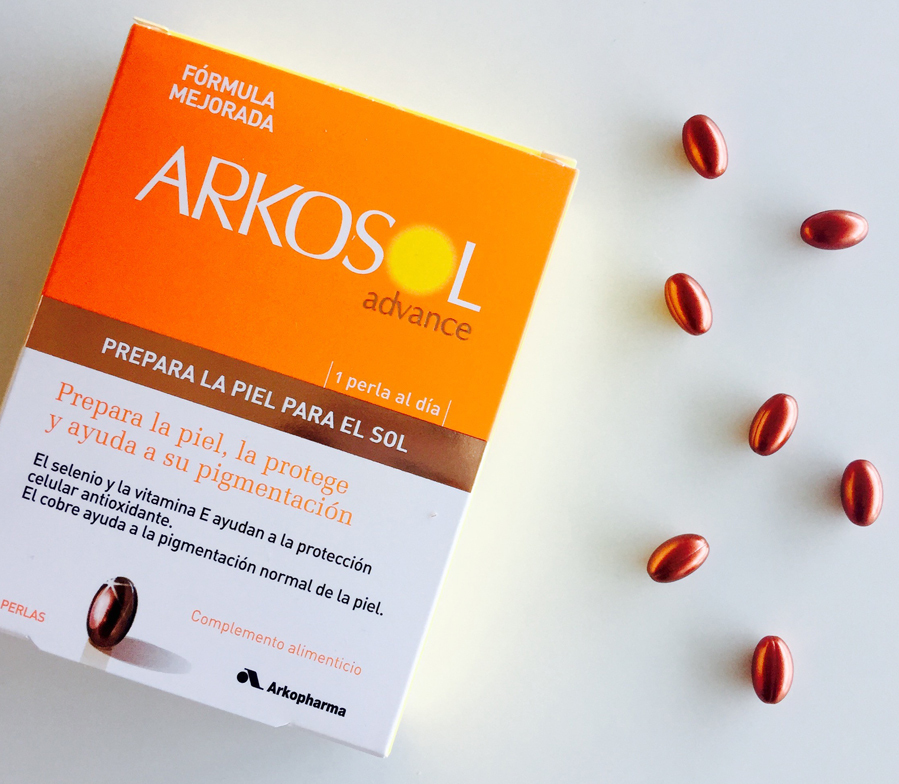 FÓRMULA
MEJORADA
ARKOSOL
advance
1 perla al día
PREPARA LA PIEL PARA EL SOL
Prepara la piel, la protege
y ayuda a su pigmentación
El selenio y la vitamina E ayudan a la protección
celular antioxidante.
El cobre ayuda a la pigmentación normal de la piel.
PERLAS
Complemento alimenticio
Arkopharma